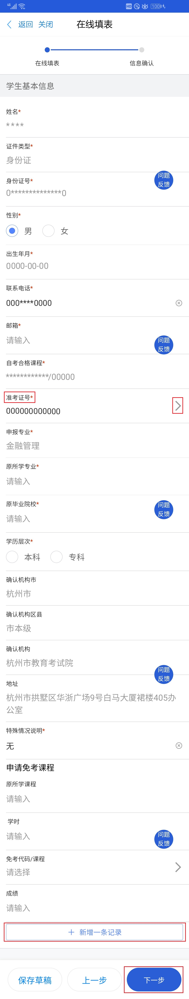 4G HD 100
返回 关闭 在线填表
在线填表 信息确认
学生基本信息
姓名*
****
证件类型*
身份证
问题
反馈
身份证号*
0**************0
性别*
男 女
出生年月*
0000-00-00
联系电话*
000****0000
邮箱*
请输入
问题
反馈
自考合格课程*
************/00000
准考证号*
000000000000
申报专业*
金融管理
原所学专业*
请输入
原毕业院校*
请输入
问题
反馈
学历层次*
本科 专科
确认机构市
杭州市
确认机构区县
市本级
确认机构
杭州市教育考试院
问题
反馈
地址
杭州市拱墅区华浙广场9号白马大厦裙楼405办
公室
特殊情况说明*
无
申请免考课程
原所学课程
请输入
学时
请输入
问题
反馈
免考代码/课程
请选择
成绩
请输入
+ 新增一条记录
保存草稿 上一步 下一步